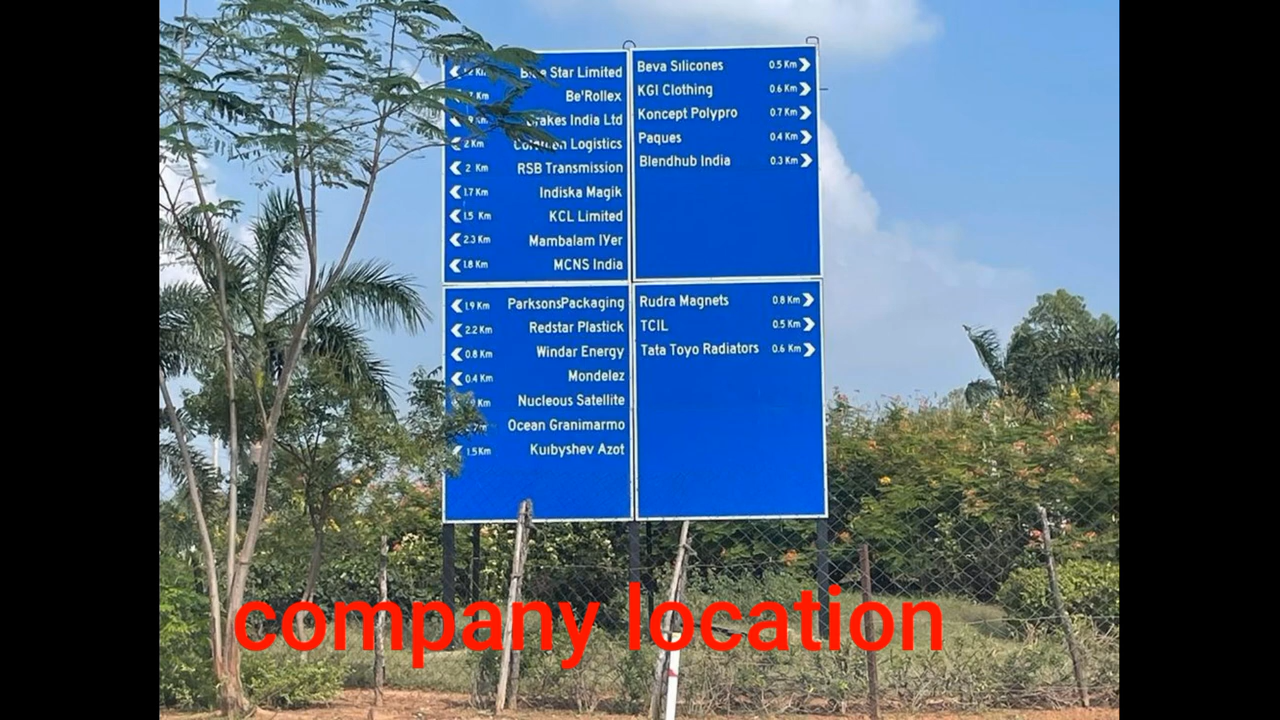 Star Limited
Be'Rollex
Brakes India Ltd
2 Km Logistics
2 Km RSB Transmission
1.7 Km Indiska Magik
1.5 Km KCL Limited
2.3 Km Mambalam IYer
1.8 Km MCNS India
Beva Silicones 0.5 Km
KGI Clothing 0.6 Km
Koncept Polypro 0.7 Km
Paques 0.4 Km
Blendhub India 0.3 Km
1.9 Km ParksonsPackaging
2.2 Km Redstar Plastick
0.8 Km Windar Energy
0.4 Km Mondelez
Km Nucleous Satellite
Ocean Granimarmo
1.5 Km Kuibyshev Azot
Rudra Magnets 0.8 Km
TCIL 0.5 Km
Tata Toyo Radiators 0.6 Km
company location